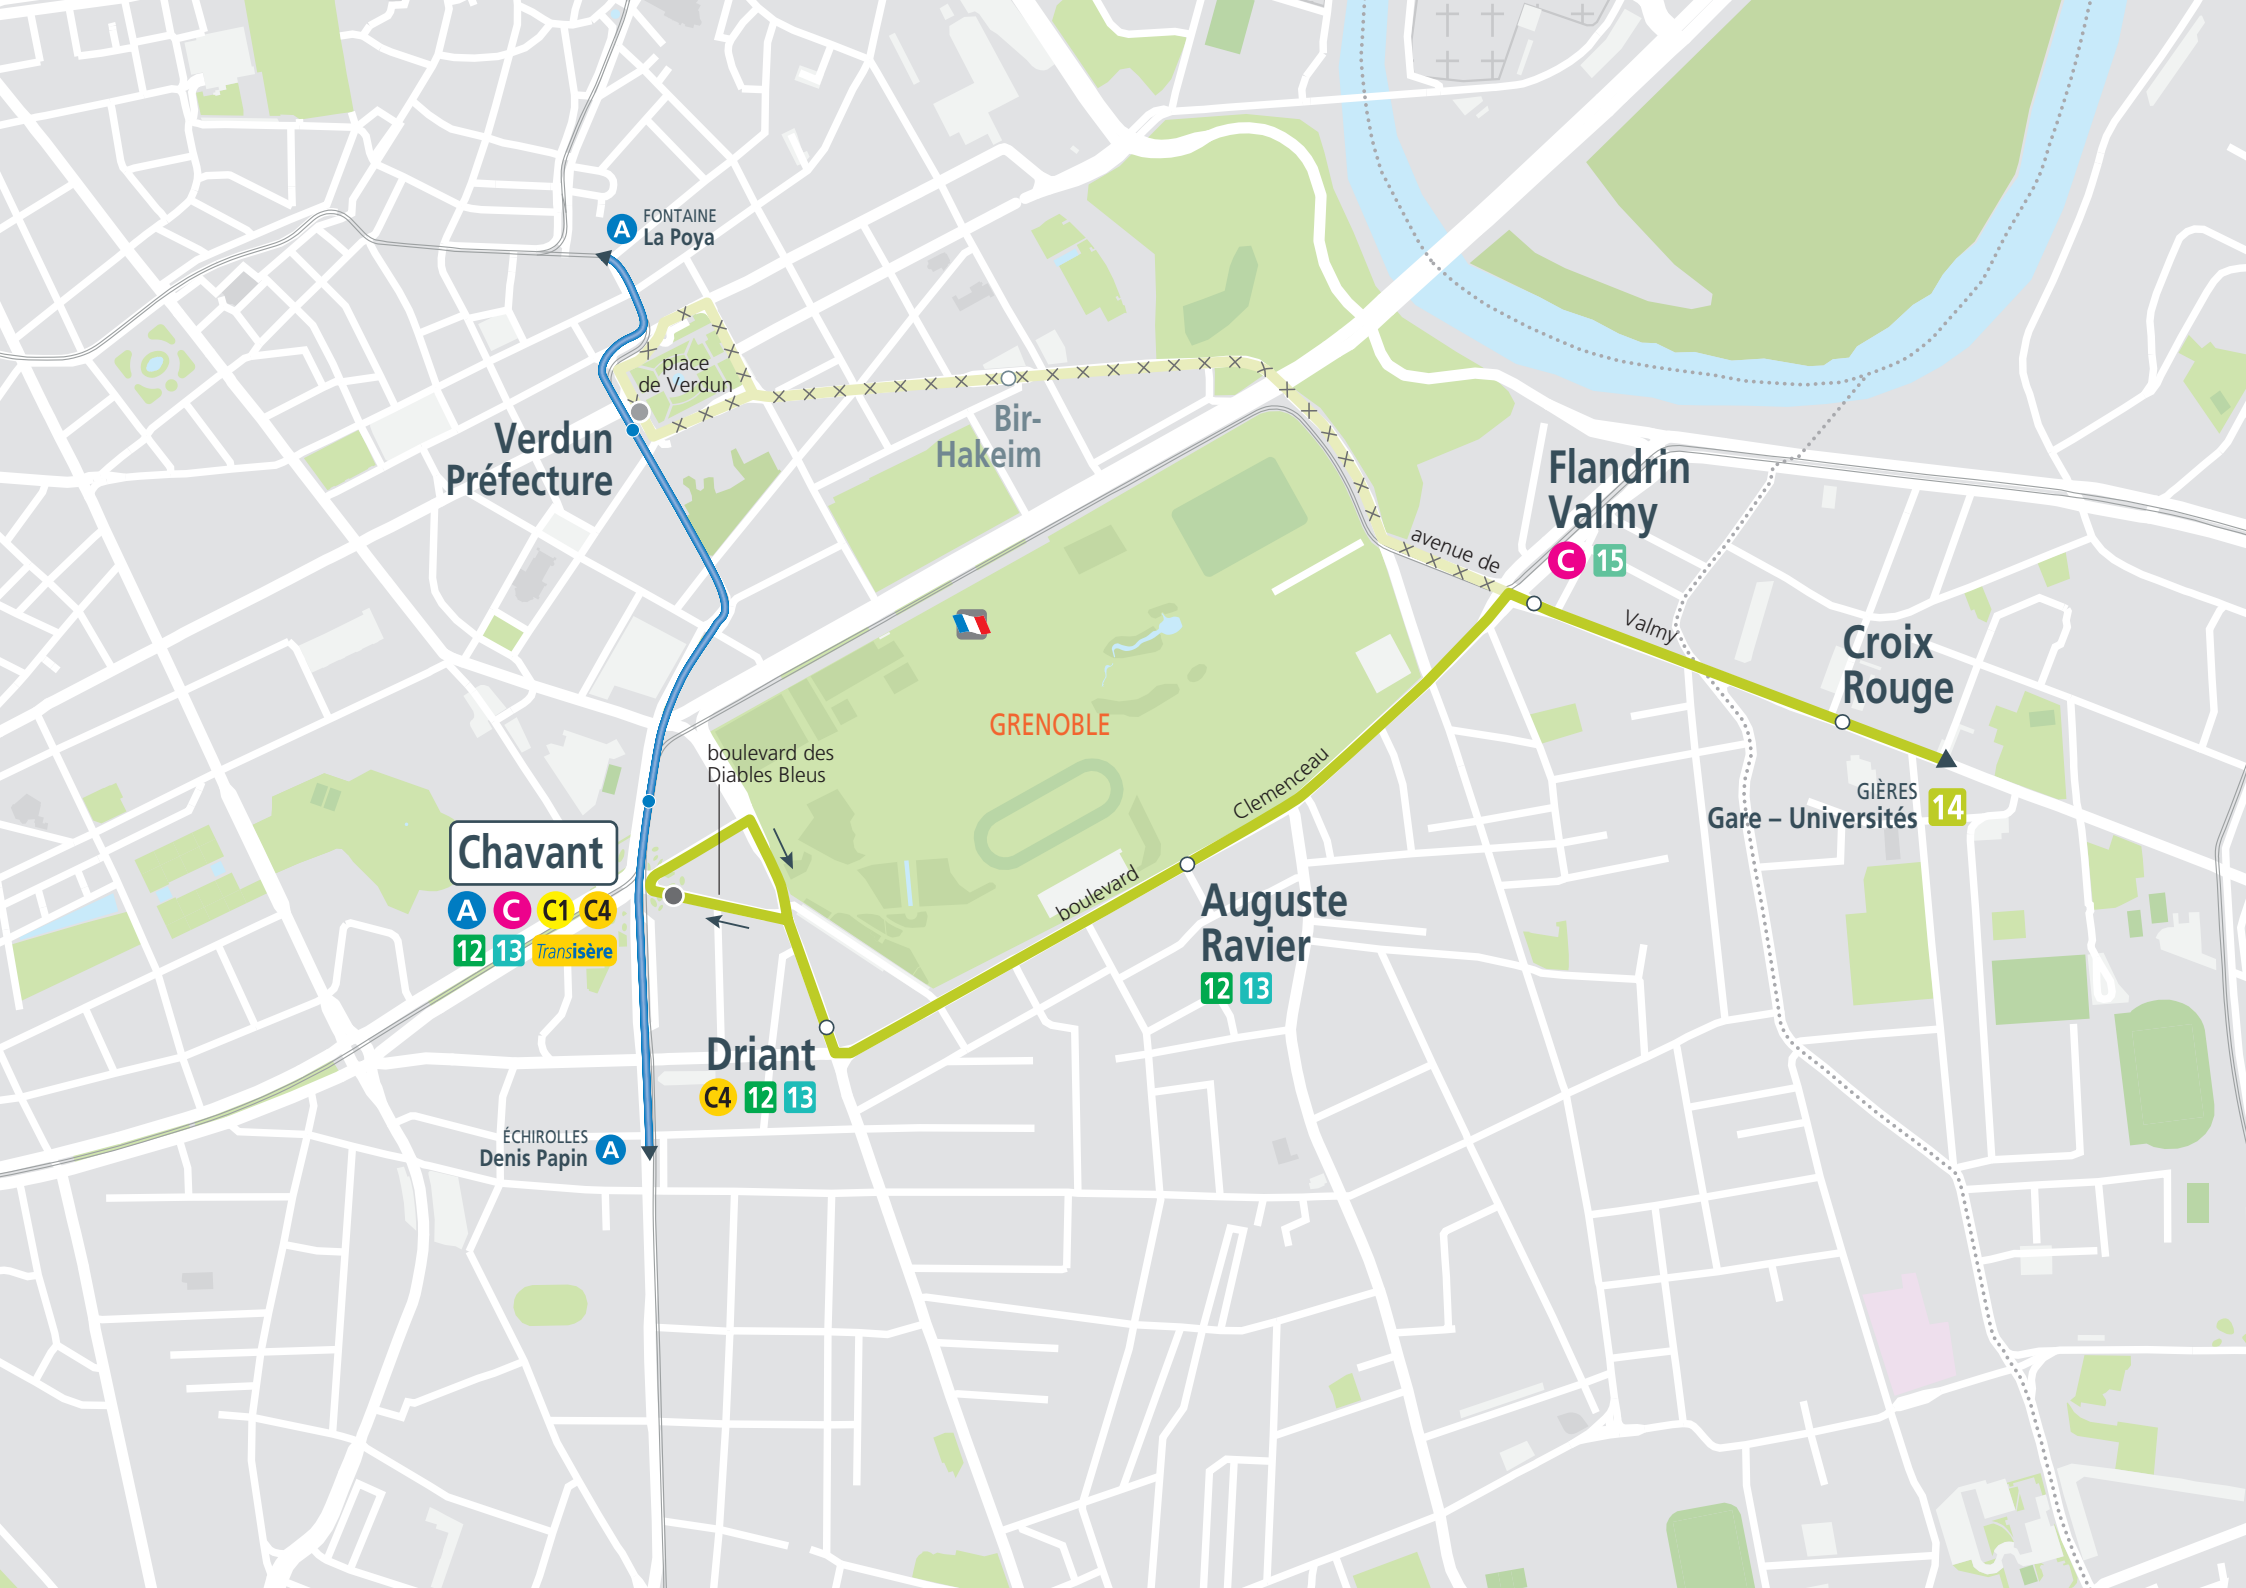 A
FONTAINE
La Poya
place
de Verdun
Verdun
Préfecture
Bir-
Hakeim
Flandrin
Valmy
C 15
avenue de
Valmy
Croix
Rouge
GRENOBLE
boulevard des
Diables Bleus
Clemenceau
boulevard
GIÈRES
Gare – Universités
14
Chavant
A C C1 C4
12 13 Transisère
Auguste
Ravier
12 13
Driant
C4 12 13
ÉCHIROLLES
Denis Papin
A